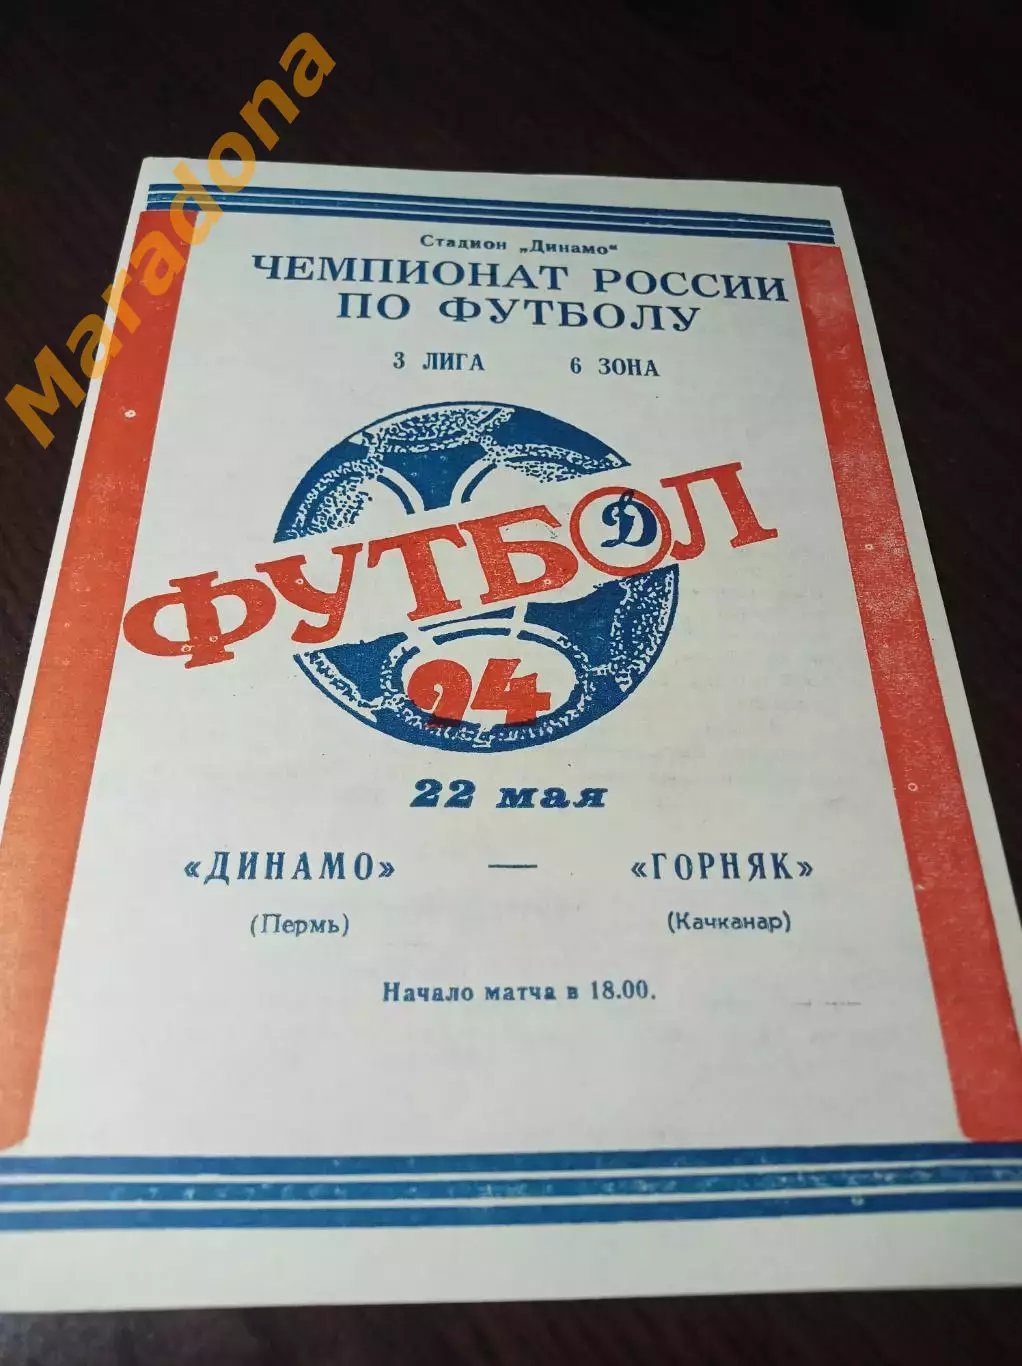 Maradona
Стадион „Динамо“
ЧЕМПИОНАТ РОССИИ
ПО ФУТБОЛУ
3 ЛИГА 6 ЗОНА
ФУТБОЛ
Д
94
22 мая
«ДИНАМО» — «ГОРНЯК»
(Пермь) (Качканар)
Начало матча в 18.00.